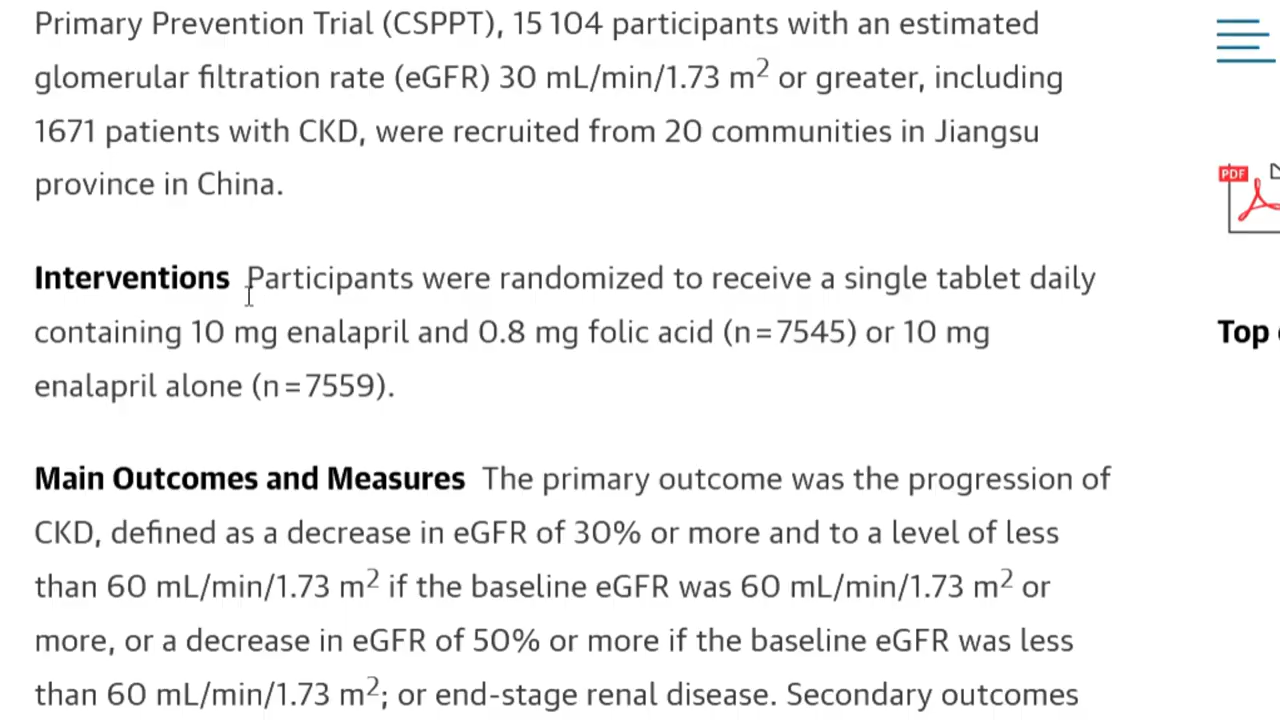 Primary Prevention Trial (CSPPT), 15 104 participants with an estimated
glomerular filtration rate (eGFR) 30 mL/min/1.73 m² or greater, including
1671 patients with CKD, were recruited from 20 communities in Jiangsu
province in China.
PDF
Interventions Participants were randomized to receive a single tablet daily
containing 10 mg enalapril and 0.8 mg folic acid (n=7545) or 10 mg
enalapril alone (n=7559).
Top
Main Outcomes and Measures The primary outcome was the progression of
CKD, defined as a decrease in eGFR of 30% or more and to a level of less
than 60 mL/min/1.73 m² if the baseline eGFR was 60 mL/min/1.73 m² or
more, or a decrease in eGFR of 50% or more if the baseline eGFR was less
than 60 mL/min/1.73 m²; or end-stage renal disease. Secondary outcomes